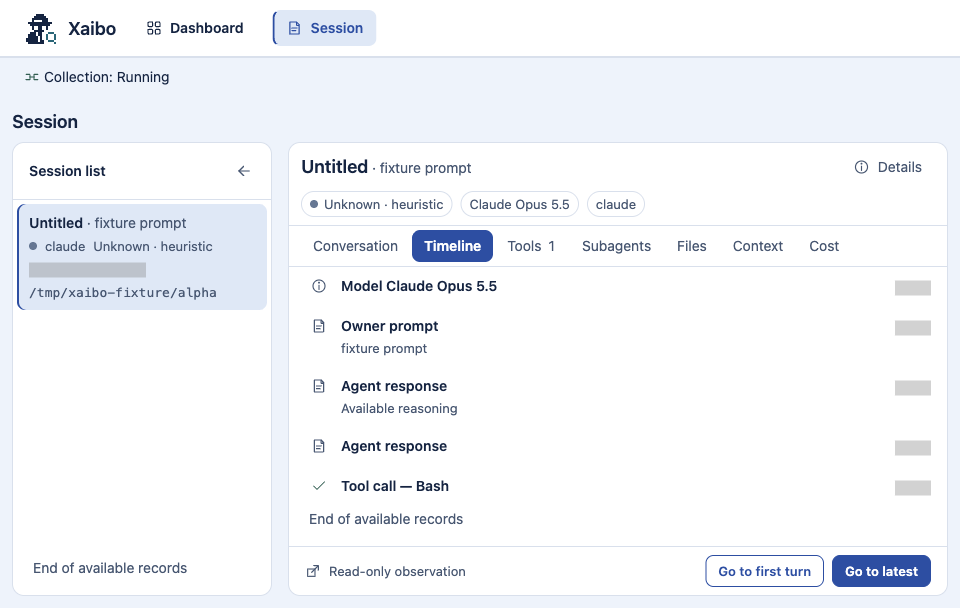 Xaibo
Dashboard
Session
Collection: Running
Session
Session list
Untitled · fixture prompt
claude Unknown · heuristic
/tmp/xaibo-fixture/alpha
End of available records
Untitled · fixture prompt
Details
Unknown · heuristic
Claude Opus 5.5
claude
Conversation
Timeline
Tools 1
Subagents
Files
Context
Cost
Model Claude Opus 5.5
Owner prompt
fixture prompt
Agent response
Available reasoning
Agent response
Tool call — Bash
End of available records
Read-only observation
Go to first turn
Go to latest